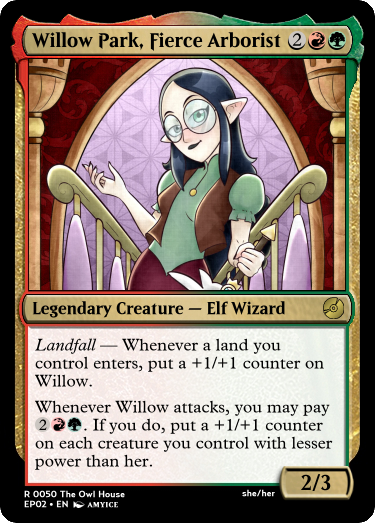 Willow Park, Fierce Arborist 2
Legendary Creature — Elf Wizard
Landfall — Whenever a land you
control enters, put a +1/+1 counter on
Willow.
Whenever Willow attacks, you may pay
2. If you do, put a +1/+1 counter
on each creature you control with lesser
power than her.
2/3
R 0050 The Owl House she/her
EP02 • EN AMYICE